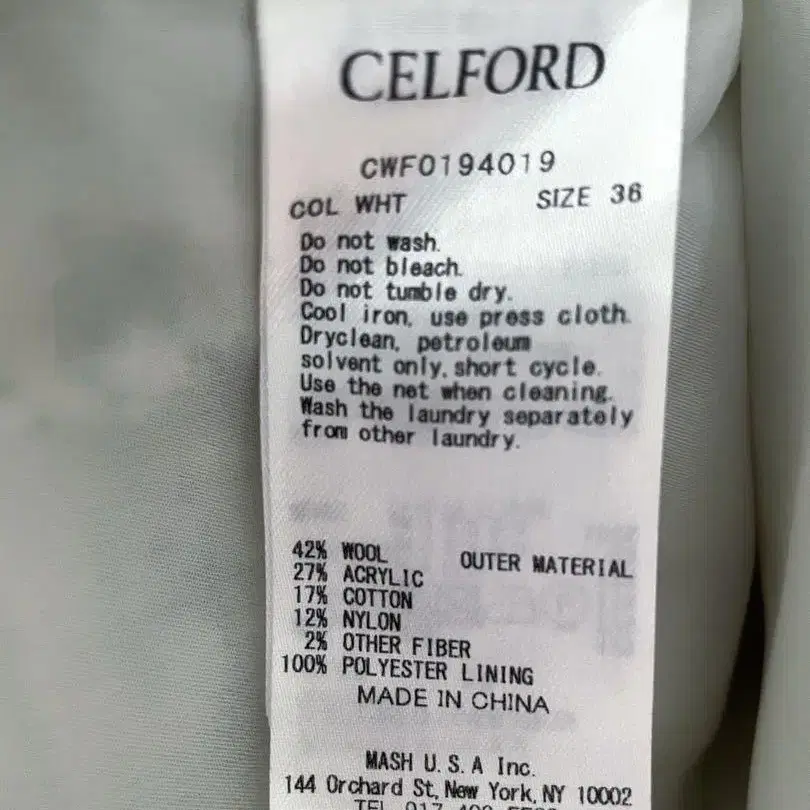 CELFORD
CWF0194019
COL WHT SIZE 36
Do not wash.
Do not bleach.
Do not tumble dry.
Cool iron, use press cloth.
Dryclean, petroleum
solvent only, short cycle.
Use the net when cleaning.
Wash the laundry separately
from other laundry.
42% WOOL OUTER MATERIAL
27% ACRYLIC
17% COTTON
12% NYLON
2% OTHER FIBER
100% POLYESTER LINING
MADE IN CHINA
MASH U.S.A Inc.
144 Orchard St, New York, NY 10002
TEL